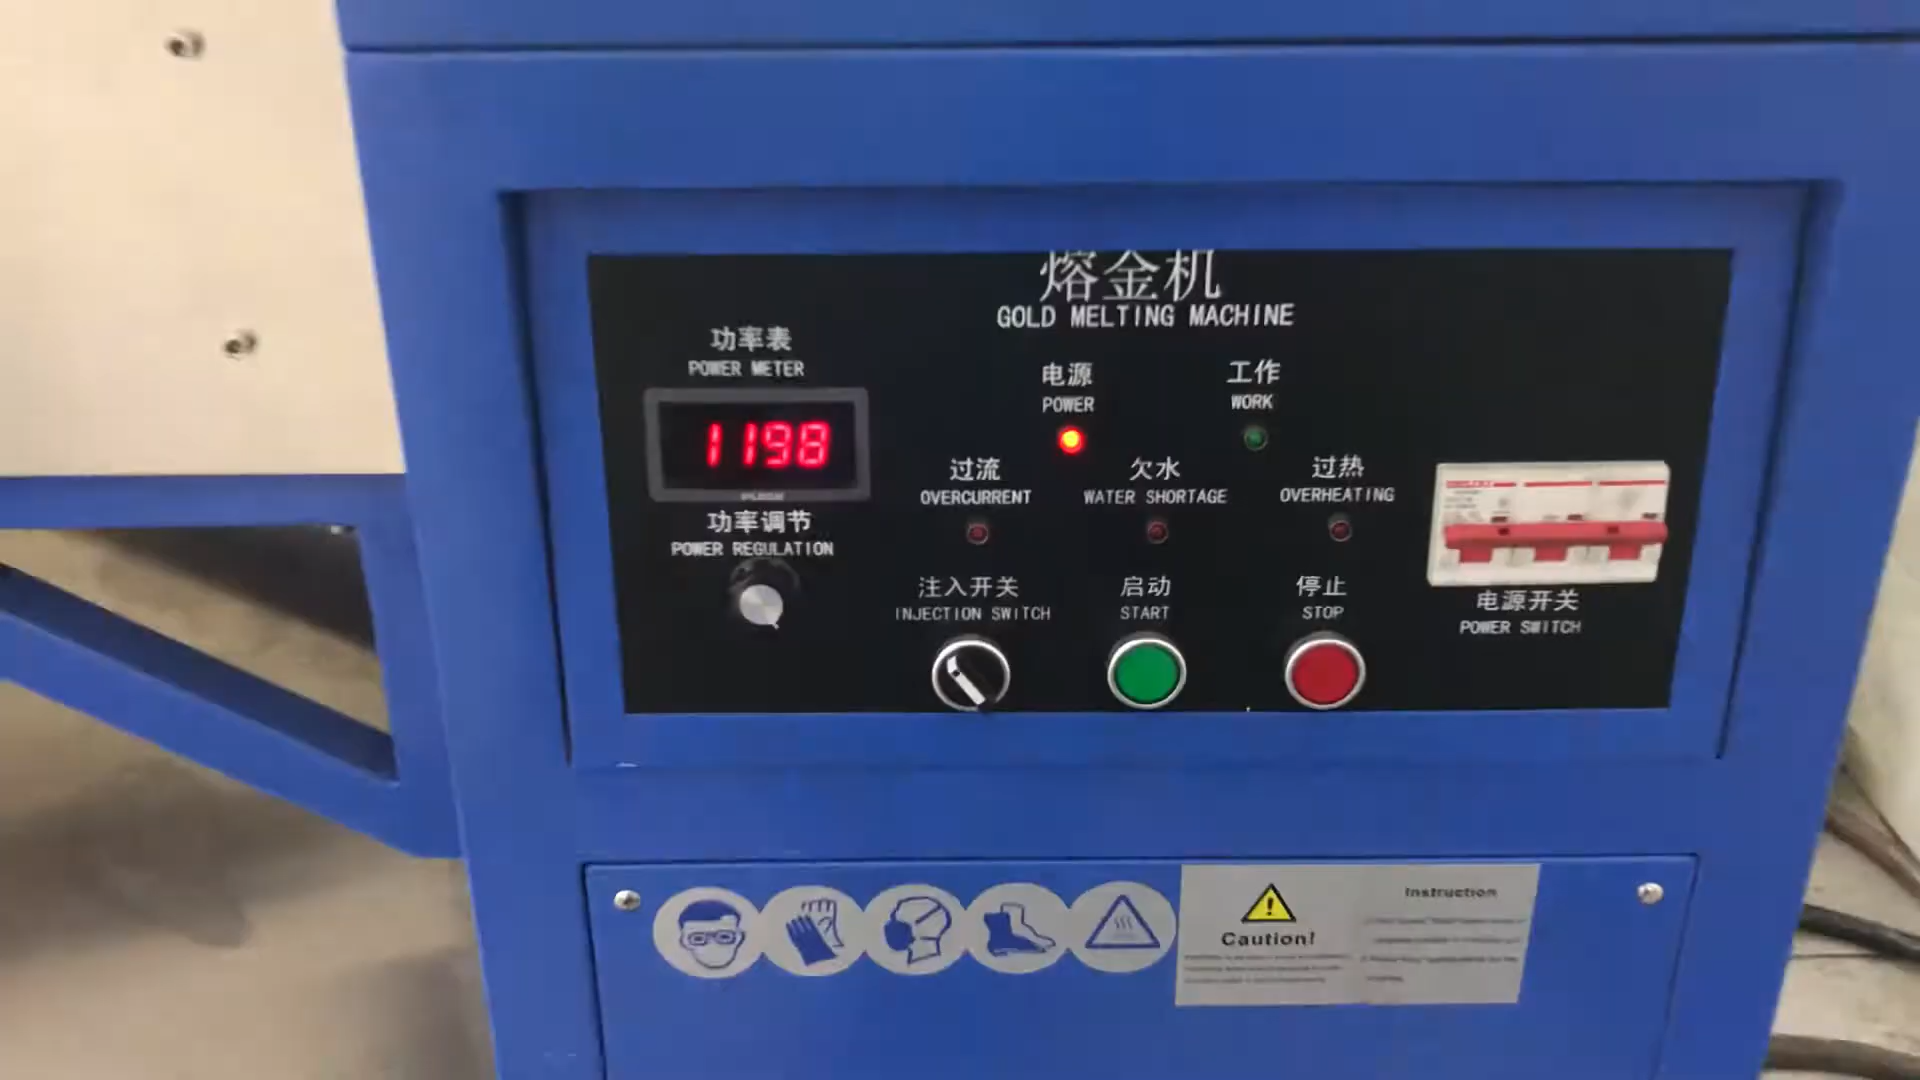 熔金机
GOLD MELTING MACHINE
功率表
POWER METER
1198
功率调节
POWER REGULATION
电源
POWER
工作
WORK
过流
OVERCURRENT
欠水
WATER SHORTAGE
过热
OVERHEATING
注入开关
INJECTION SWITCH
启动
START
停止
STOP
电源开关
POWER SWITCH
Caution!
Instruction